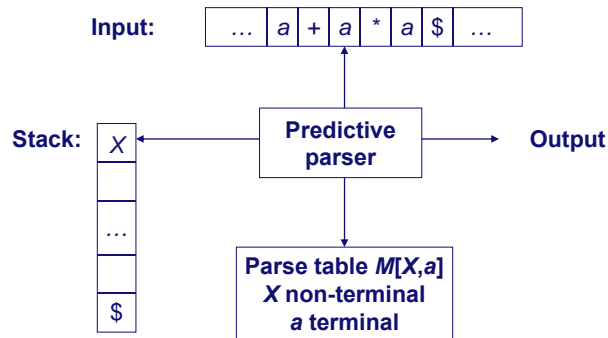 Input: … a + a * a $ …
Stack: X
Predictive
parser
Output
…
Parse table M[X,a]
X non-terminal
a terminal
$